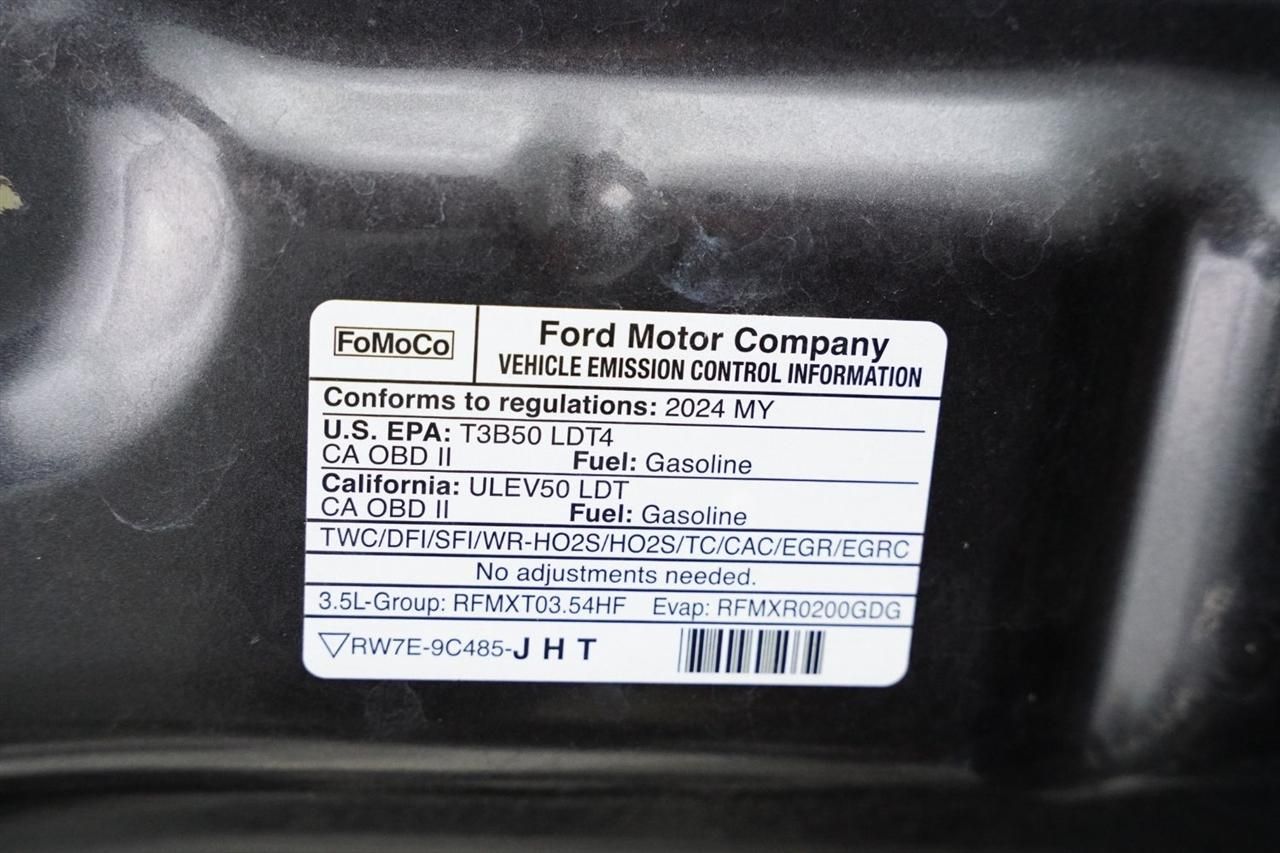 FoMoCo
Ford Motor Company
VEHICLE EMISSION CONTROL INFORMATION
Conforms to regulations: 2024 MY
U.S. EPA: T3B50 LDT4
CA OBD II Fuel: Gasoline
California: ULEV50 LDT
CA OBD II Fuel: Gasoline
TWC/DFI/SFI/WR-HO2S/HO2S/TC/CAC/EGR/EGRC
No adjustments needed.
3.5L-Group: RFMXT03.54HF Evap: RFMXR0200GDG
RW7E-9C485-J H T